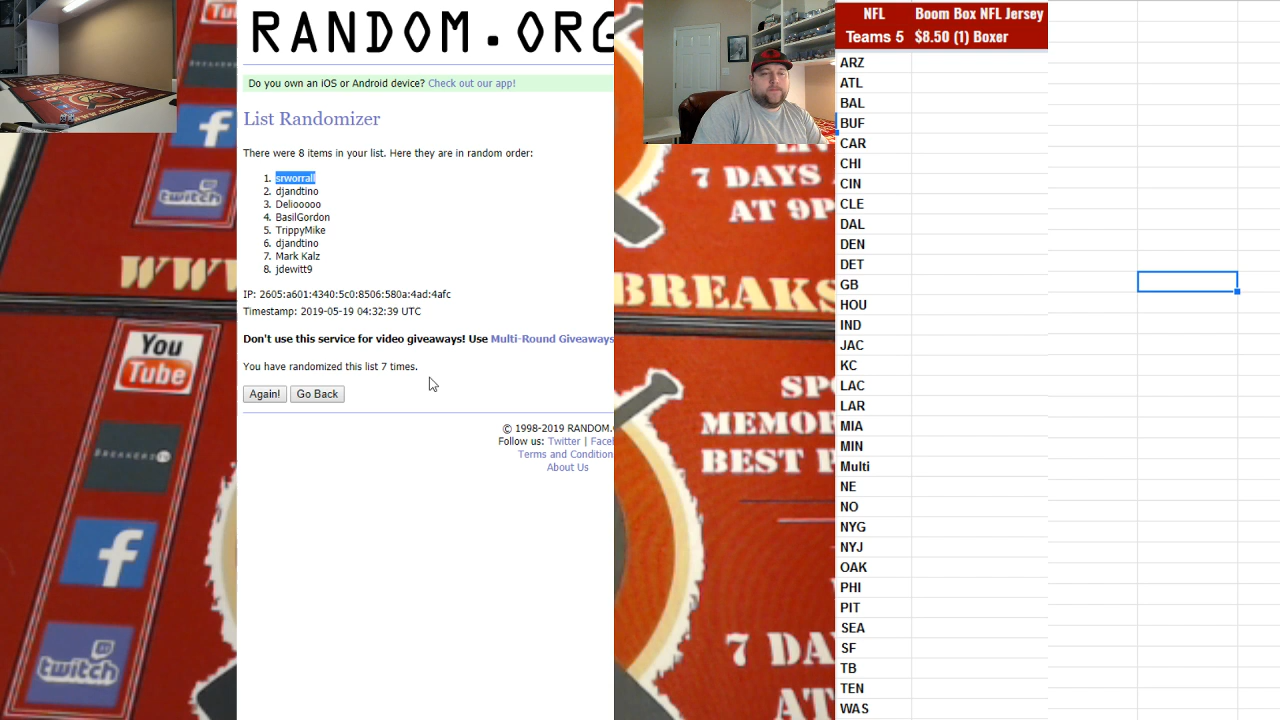 RANDOM.ORG
Do you own an iOS or Android device? Check out our app!
List Randomizer
There were 8 items in your list. Here they are in random order:
1. srworrall
2. djandtino
3. Deliooooo
4. BasilGordon
5. TrippyMike
6. djandtino
7. Mark Kalz
8. jdewitt9
IP: 2605:a601:4340:5c0:8506:580a:4ad:4afc
Timestamp: 2019-05-19 04:32:39 UTC
Don't use this service for video giveaways! Use Multi-Round Giveaways
You have randomized this list 7 times.
Again! Go Back
© 1998-2019 RANDOM.
Follow us: Twitter |
Terms and Condition
About Us
twitch
WWW
You
Tube
f
twitch
7 DAYS
AT 9P
BREAKS
SPO
MEMOR
BEST P
7 DA
AT
NFL Boom Box NFL Jersey
Teams 5 $8.50 (1) Boxer
ARZ
ATL
BAL
BUF
CAR
CHI
CIN
CLE
DAL
DEN
DET
GB
HOU
IND
JAC
KC
LAC
LAR
MIA
MIN
Multi
NE
NO
NYG
NYJ
OAK
PHI
PIT
SEA
SF
TB
TEN
WAS